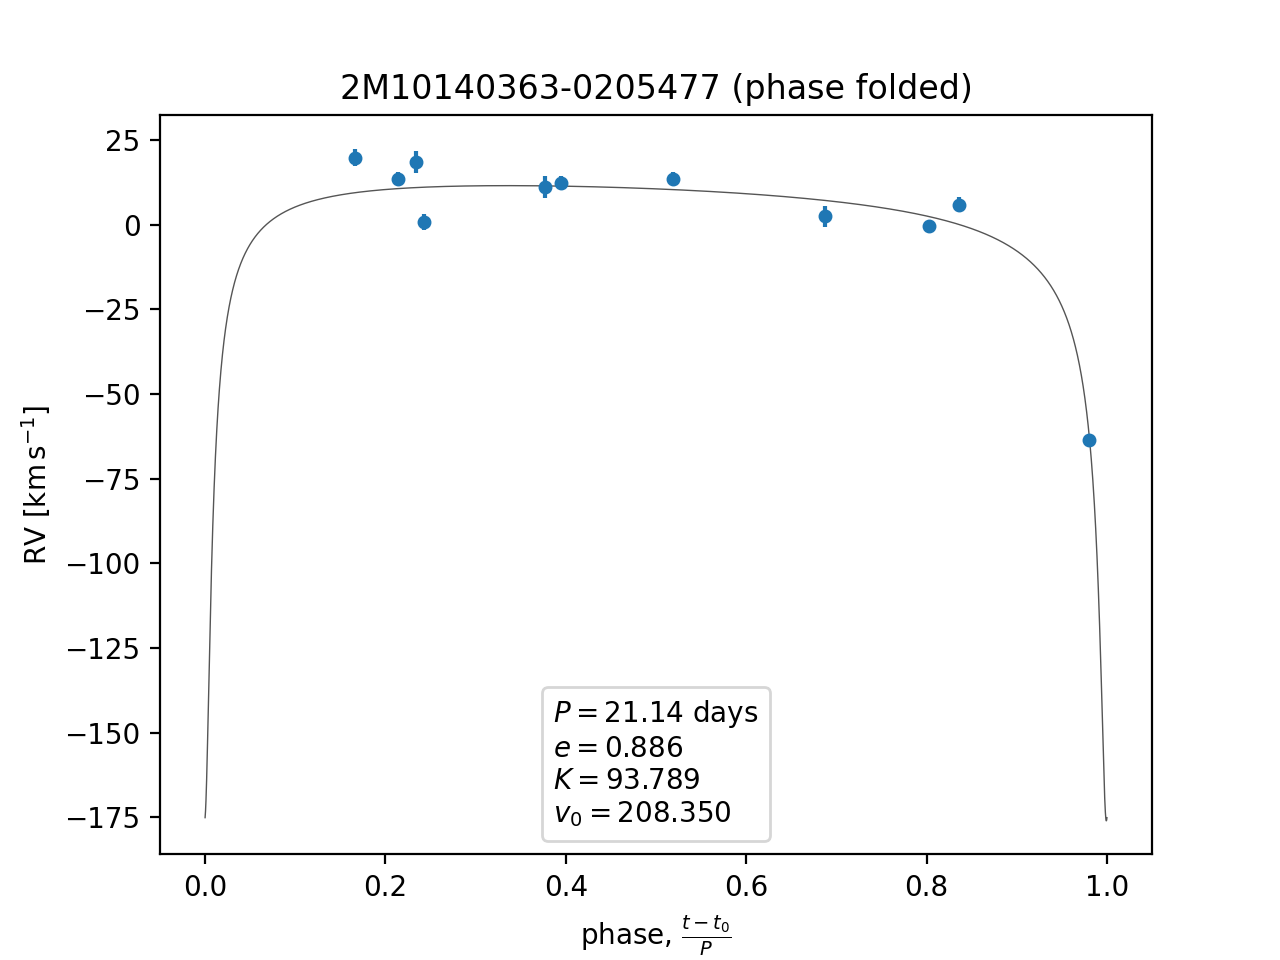 2M10140363-0205477 (phase folded)
25
0
−25
−50
−75
−100
−125
−150
−175
RV [km s⁻¹]
P = 21.14 days
e = 0.886
K = 93.789
v₀ = 208.350
0.0 0.2 0.4 0.6 0.8 1.0
phase, (t − t₀)/P